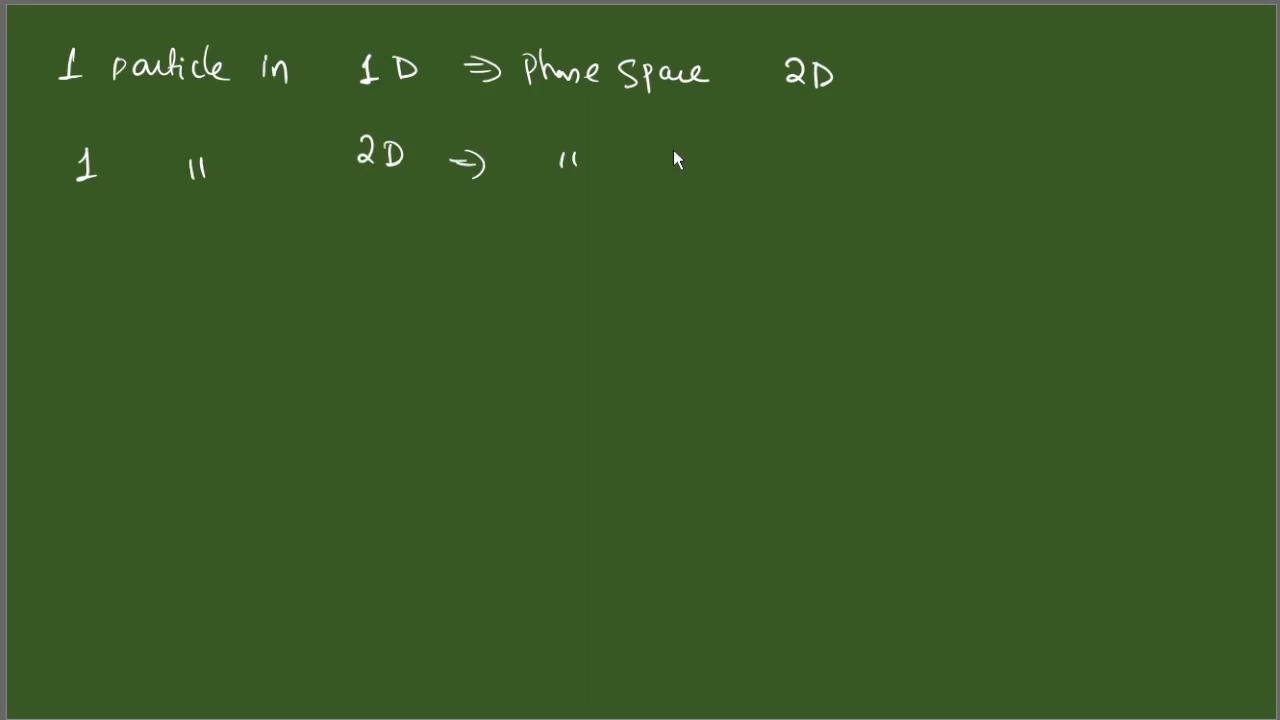 1 particle in 1D ⇒ Phase Space 2D
1 " 2D ⇒ "